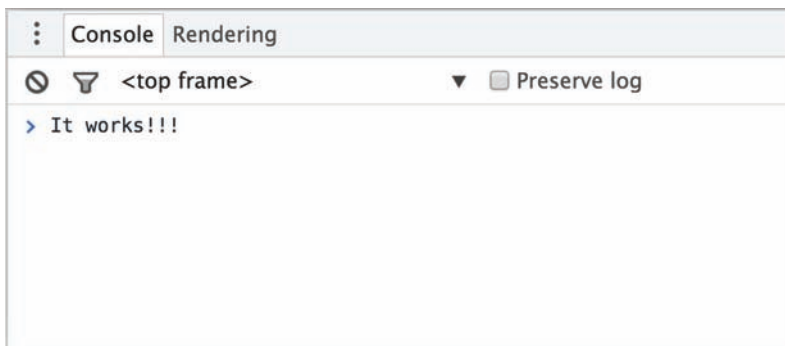 Console Rendering
<top frame> ▼ Preserve log
> It works!!!